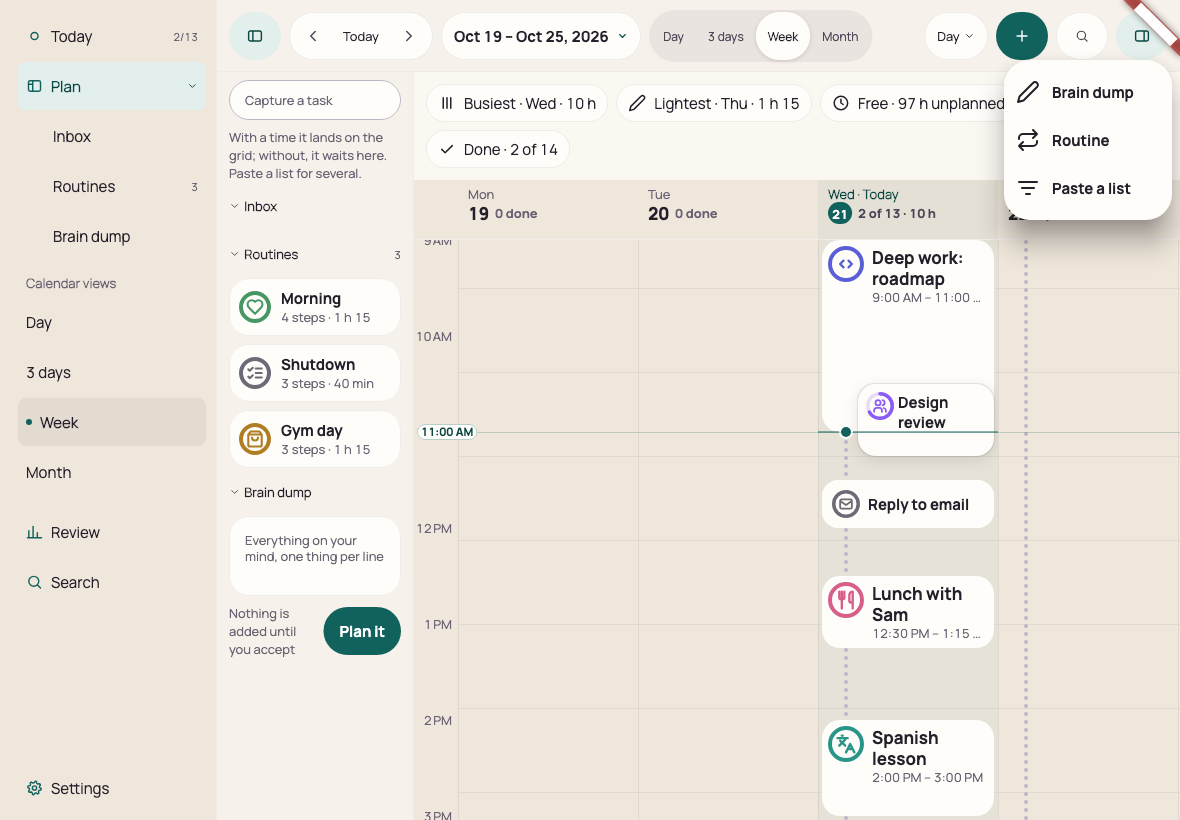 Today
2/13
Plan
Inbox
Routines
3
Brain dump
Calendar views
Day
3 days
Week
Month
Review
Search
Settings
Today
Oct 19 – Oct 25, 2026
Day
3 days
Week
Month
Day
Capture a task
With a time it lands on the
grid; without, it waits here.
Paste a list for several.
Inbox
Routines
3
Morning
4 steps · 1 h 15
Shutdown
3 steps · 40 min
Gym day
3 steps · 1 h 15
Brain dump
Everything on your
mind, one thing per line
Nothing is
added until
you accept
Plan it
Busiest · Wed · 10 h
Lightest · Thu · 1 h 15
Free · 97 h unplanned
Done · 2 of 14
Brain dump
Routine
Paste a list
Mon
19 0 done
Tue
20 0 done
Wed · Today
21 2 of 13 · 10 h
9 AM
10 AM
11:00 AM
12 PM
1 PM
2 PM
3 PM
Deep work:
roadmap
9:00 AM – 11:00 ...
Design
review
Reply to email
Lunch with
Sam
12:30 PM – 1:15 ...
Spanish
lesson
2:00 PM – 3:00 PM